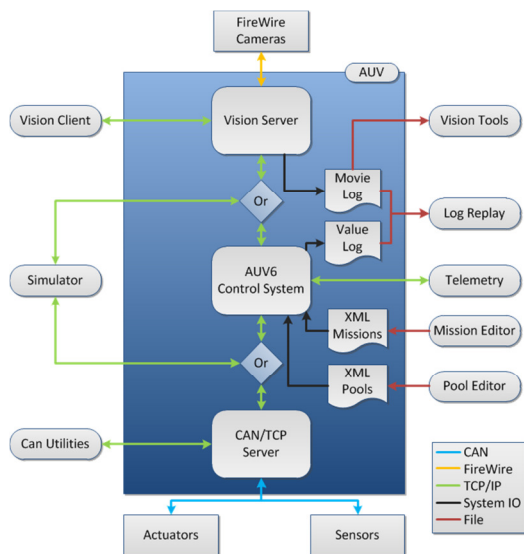 FireWire
Cameras
AUV
Vision Client
Vision Server
Vision Tools
Movie
Log
Or
Log Replay
Value
Log
Simulator
AUV6
Control System
Telemetry
XML
Missions
Mission Editor
Or
XML
Pools
Pool Editor
Can Utilities
CAN/TCP
Server
CAN
FireWire
TCP/IP
System IO
File
Actuators
Sensors